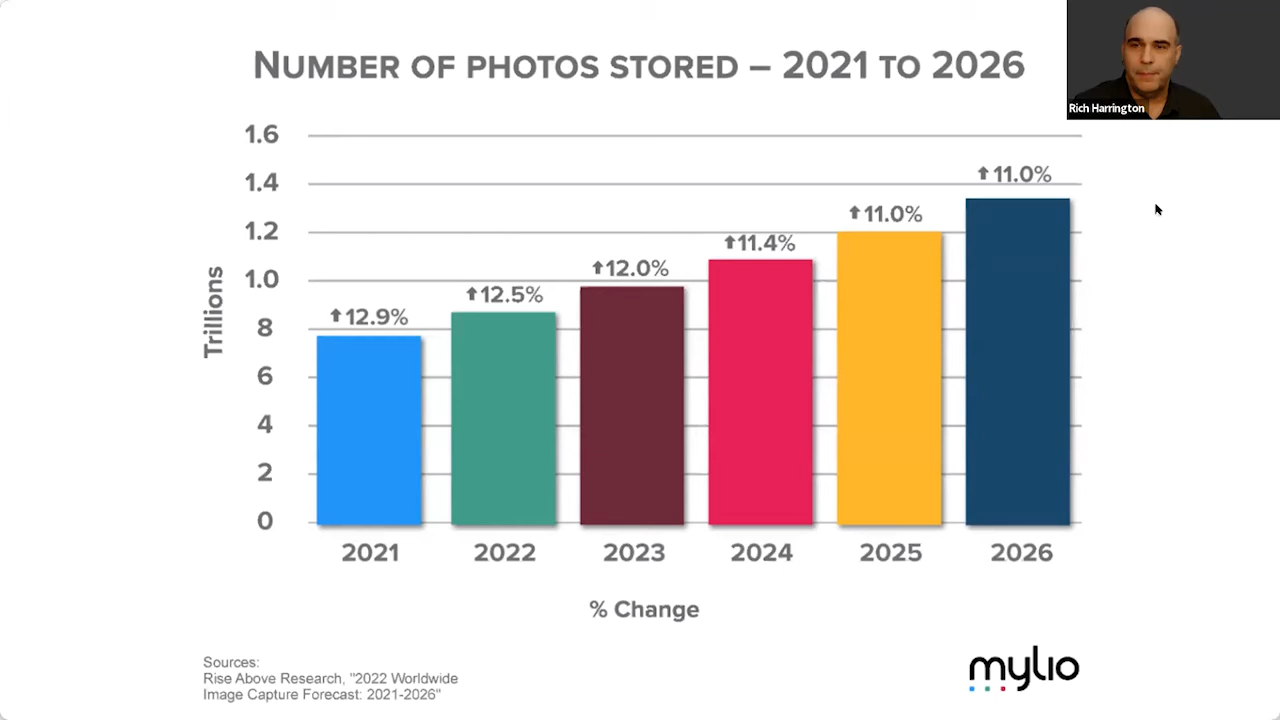 NUMBER OF PHOTOS STORED – 2021 TO 2026
Rich Harrington
Trillions
1.6
1.4
1.2
1.0
8
6
4
2
0
⬆12.9%
⬆12.5%
⬆12.0%
⬆11.4%
⬆11.0%
⬆11.0%
2021 2022 2023 2024 2025 2026
% Change
Sources:
Rise Above Research, "2022 Worldwide
Image Capture Forecast: 2021-2026"
mylio